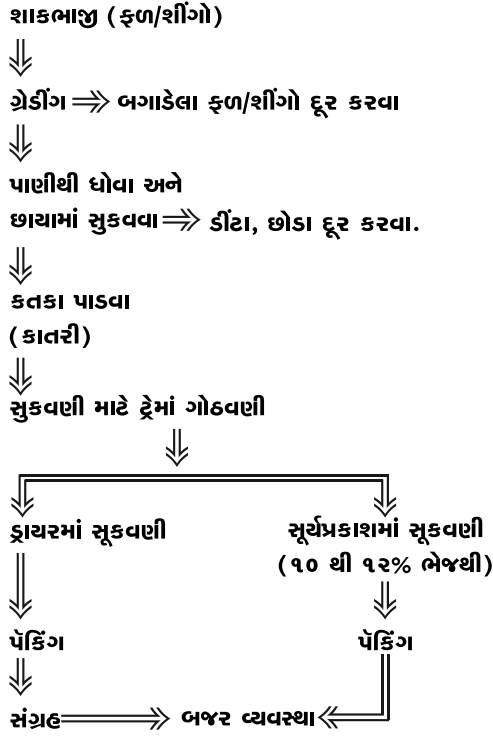 શાકભાજી (ફળ/શીંગો)
ગ્રેડીંગ બગાડેલા ફળ/શીંગો દૂર કરવા
પાણીથી ધોવા અને
છાયામાં સુકવવા ડીંટા, છોડા દૂર કરવા.
કતકા પાડવા
(કાતરી)
સુકવણી માટે ટ્રેમાં ગોઠવણી
ડ્રાયરમાં સૂકવણી
સૂર્યપ્રકાશમાં સૂકવણી
(૧૦ થી ૧૨% ભેજથી)
પૅકિંગ
પૅકિંગ
સંગ્રહ બજર વ્યવસ્થા